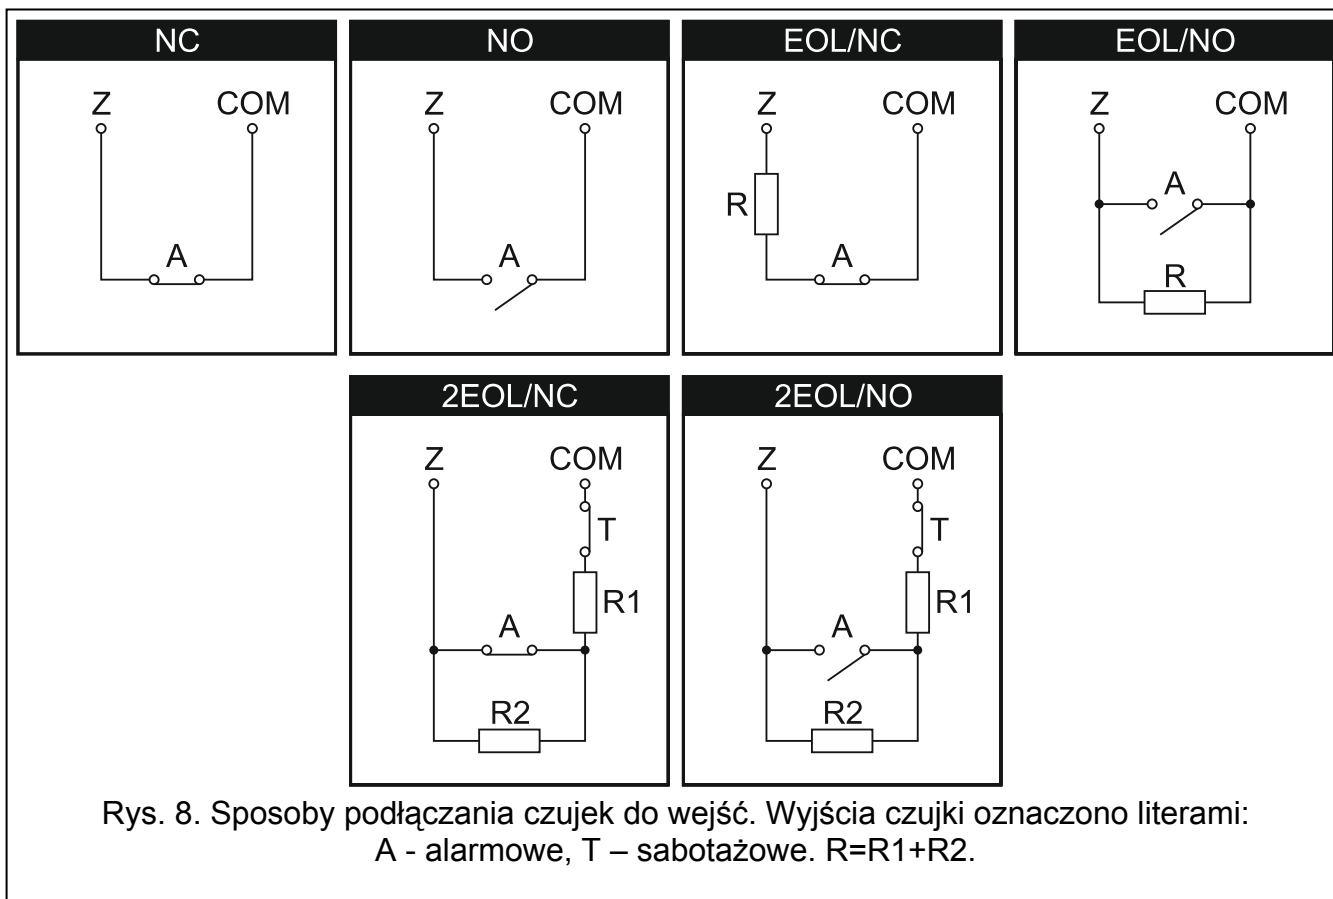 NC
Z COM
A
NO
Z COM
A
EOL/NC
Z COM
R
A
EOL/NO
Z COM
A
R
2EOL/NC
Z COM
T
R1
A
R2
2EOL/NO
Z COM
T
R1
A
R2
Rys. 8. Sposoby podłączania czujek do wejść. Wyjścia czujki oznaczono literami:
A - alarmowe, T – sabotażowe. R=R1+R2.